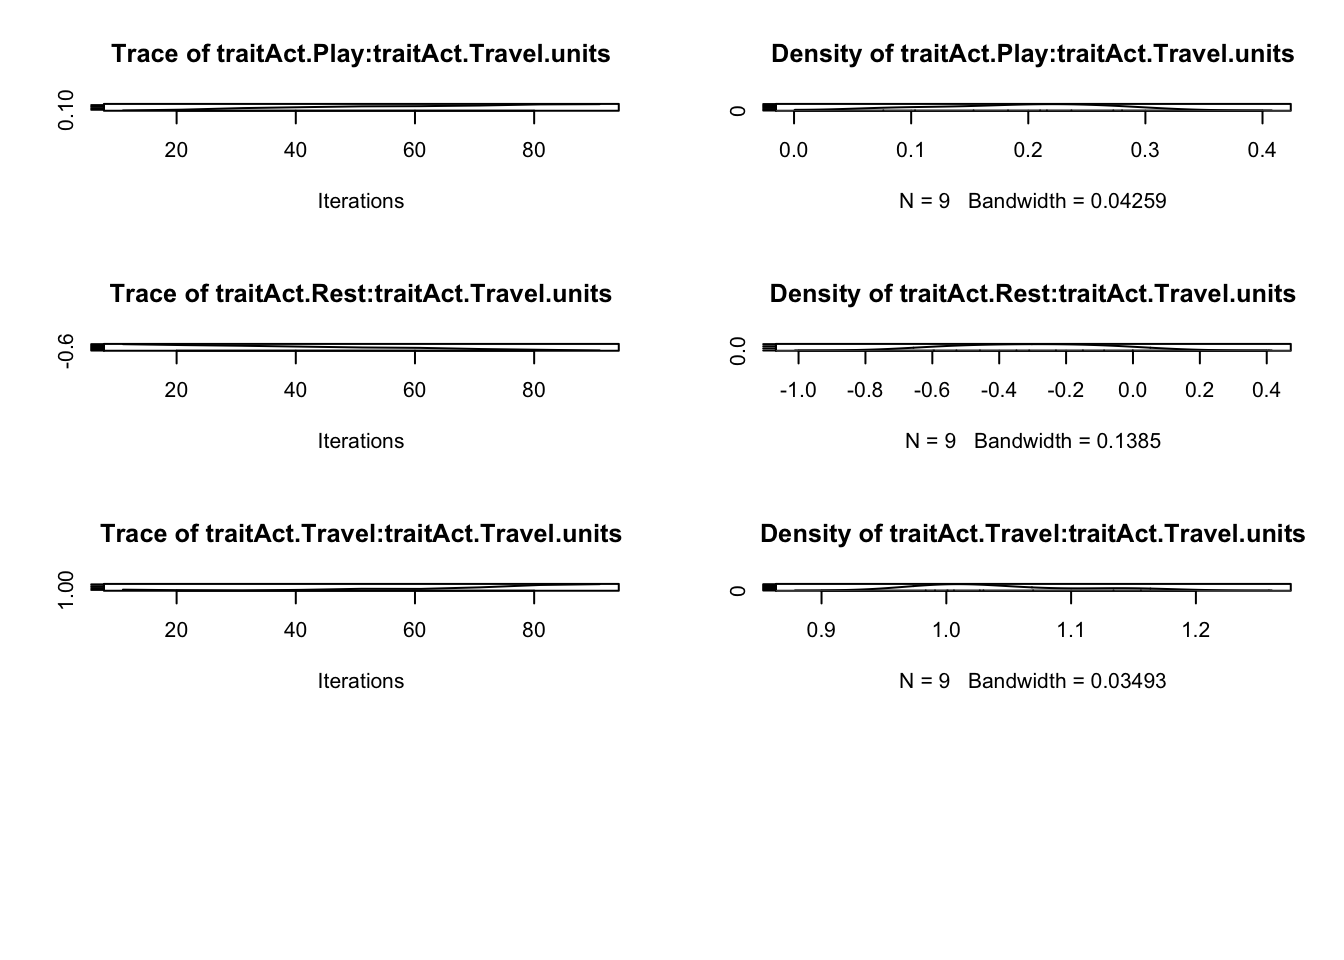 Trace of traitAct.Play:traitAct.Travel.units
0.10
20 40 60 80
Iterations
Density of traitAct.Play:traitAct.Travel.units
0
0.0 0.1 0.2 0.3 0.4
N = 9 Bandwidth = 0.04259
Trace of traitAct.Rest:traitAct.Travel.units
-0.6
20 40 60 80
Iterations
Density of traitAct.Rest:traitAct.Travel.units
0.0
-1.0 -0.8 -0.6 -0.4 -0.2 0.0 0.2 0.4
N = 9 Bandwidth = 0.1385
Trace of traitAct.Travel:traitAct.Travel.units
1.00
20 40 60 80
Iterations
Density of traitAct.Travel:traitAct.Travel.units
0
0.9 1.0 1.1 1.2
N = 9 Bandwidth = 0.03493